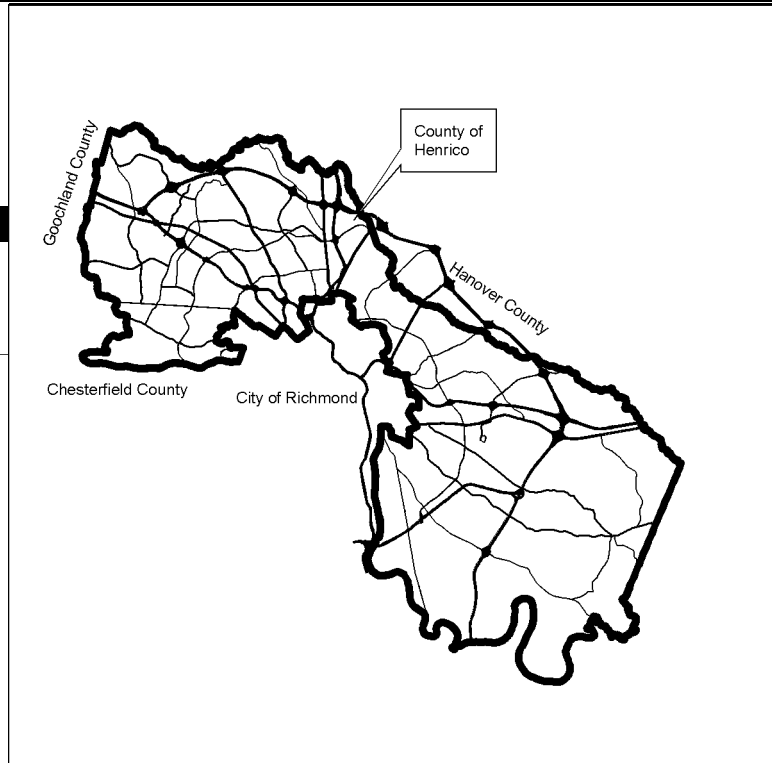 County of
Henrico
Goochland County
Hanover County
Chesterfield County
City of Richmond